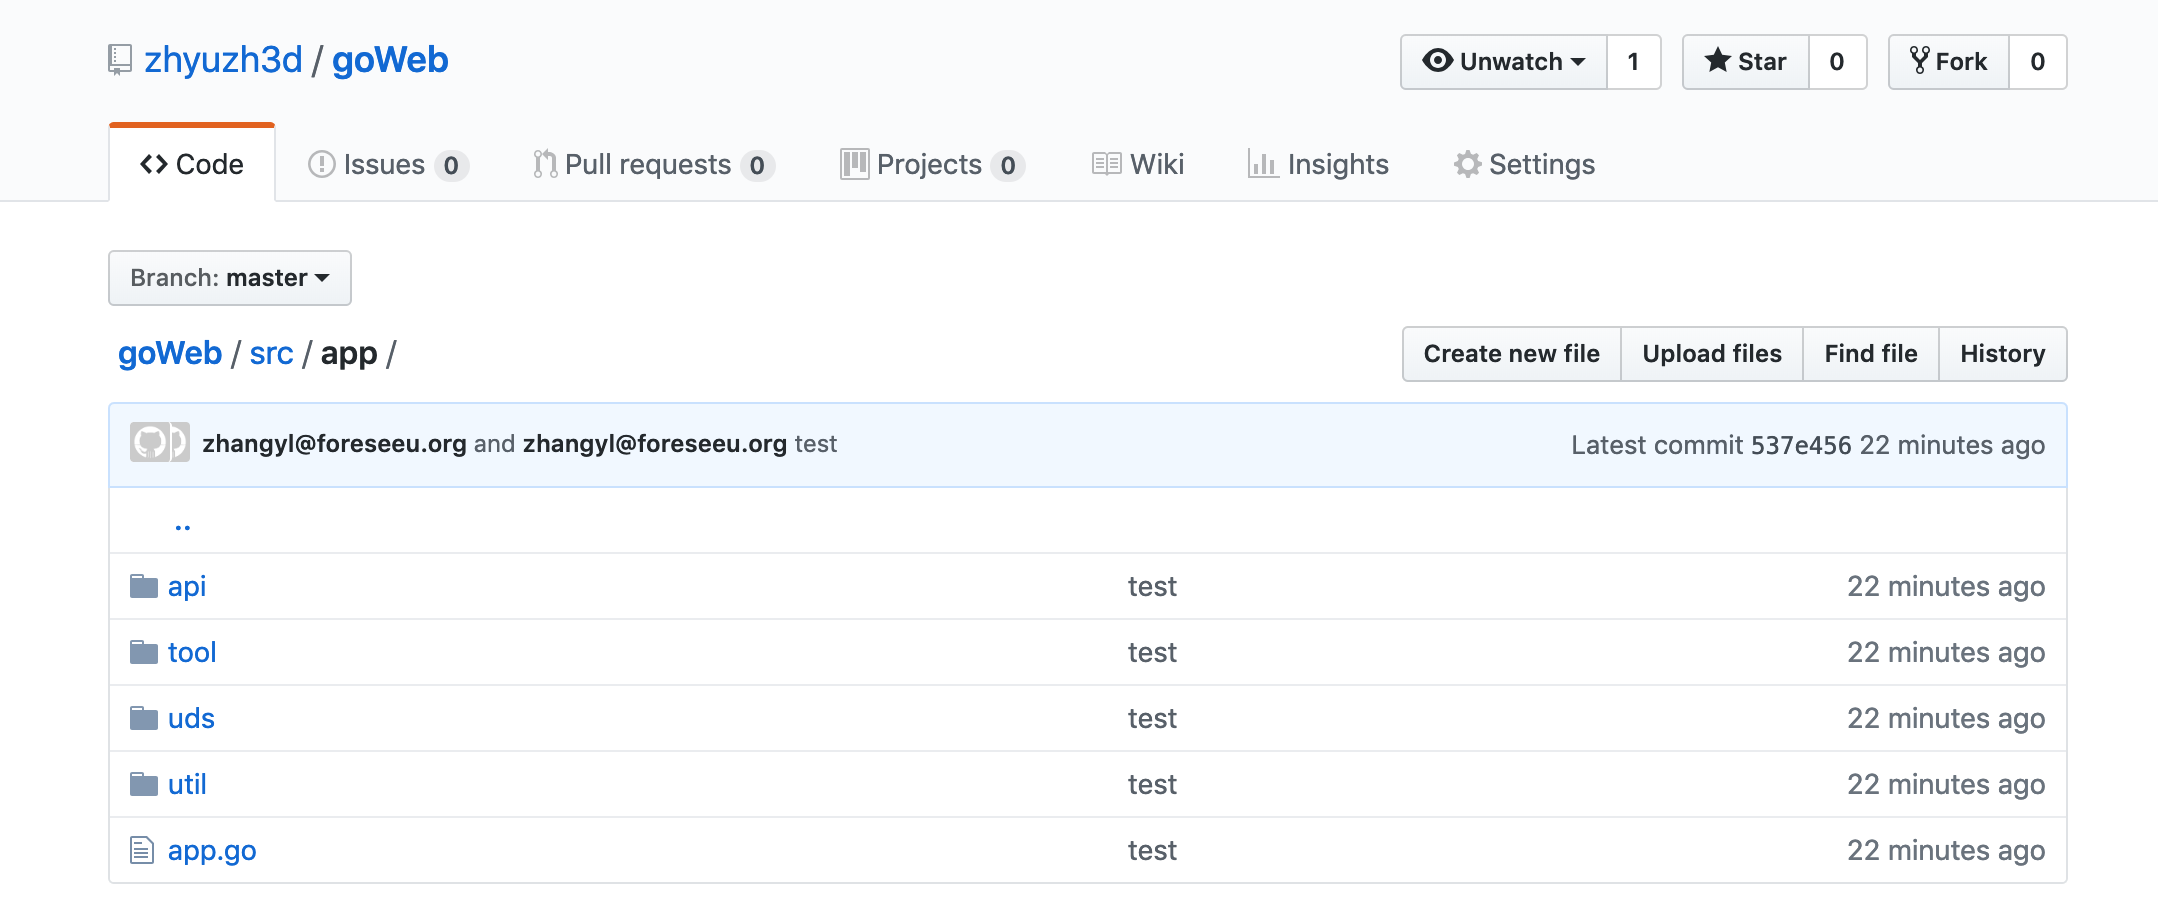 zhyuzh3d / goWeb
Unwatch 1 Star 0 Fork 0
Code Issues 0 Pull requests 0 Projects 0 Wiki Insights Settings
Branch: master
goWeb / src / app /
Create new file Upload files Find file History
zhangyl@foreseeu.org and zhangyl@foreseeu.org test Latest commit 537e456 22 minutes ago
..
api test 22 minutes ago
tool test 22 minutes ago
uds test 22 minutes ago
util test 22 minutes ago
app.go test 22 minutes ago